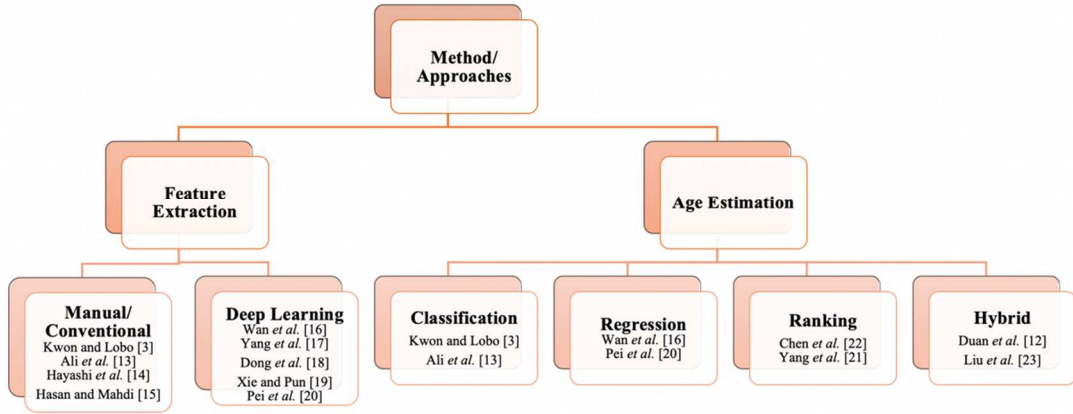 Method/
Approaches
Feature
Extraction
Age Estimation
Manual/
Conventional
Kwon and Lobo [3]
Ali et al. [13]
Hayashi et al. [14]
Hasan and Mahdi [15]
Deep Learning
Wan et al. [16]
Yang et al. [17]
Dong et al. [18]
Xie and Pun [19]
Pei et al. [20]
Classification
Kwon and Lobo [3]
Ali et al. [13]
Regression
Wan et al. [16]
Pei et al. [20]
Ranking
Chen et al. [22]
Yang et al. [21]
Hybrid
Duan et al. [12]
Liu et al. [23]